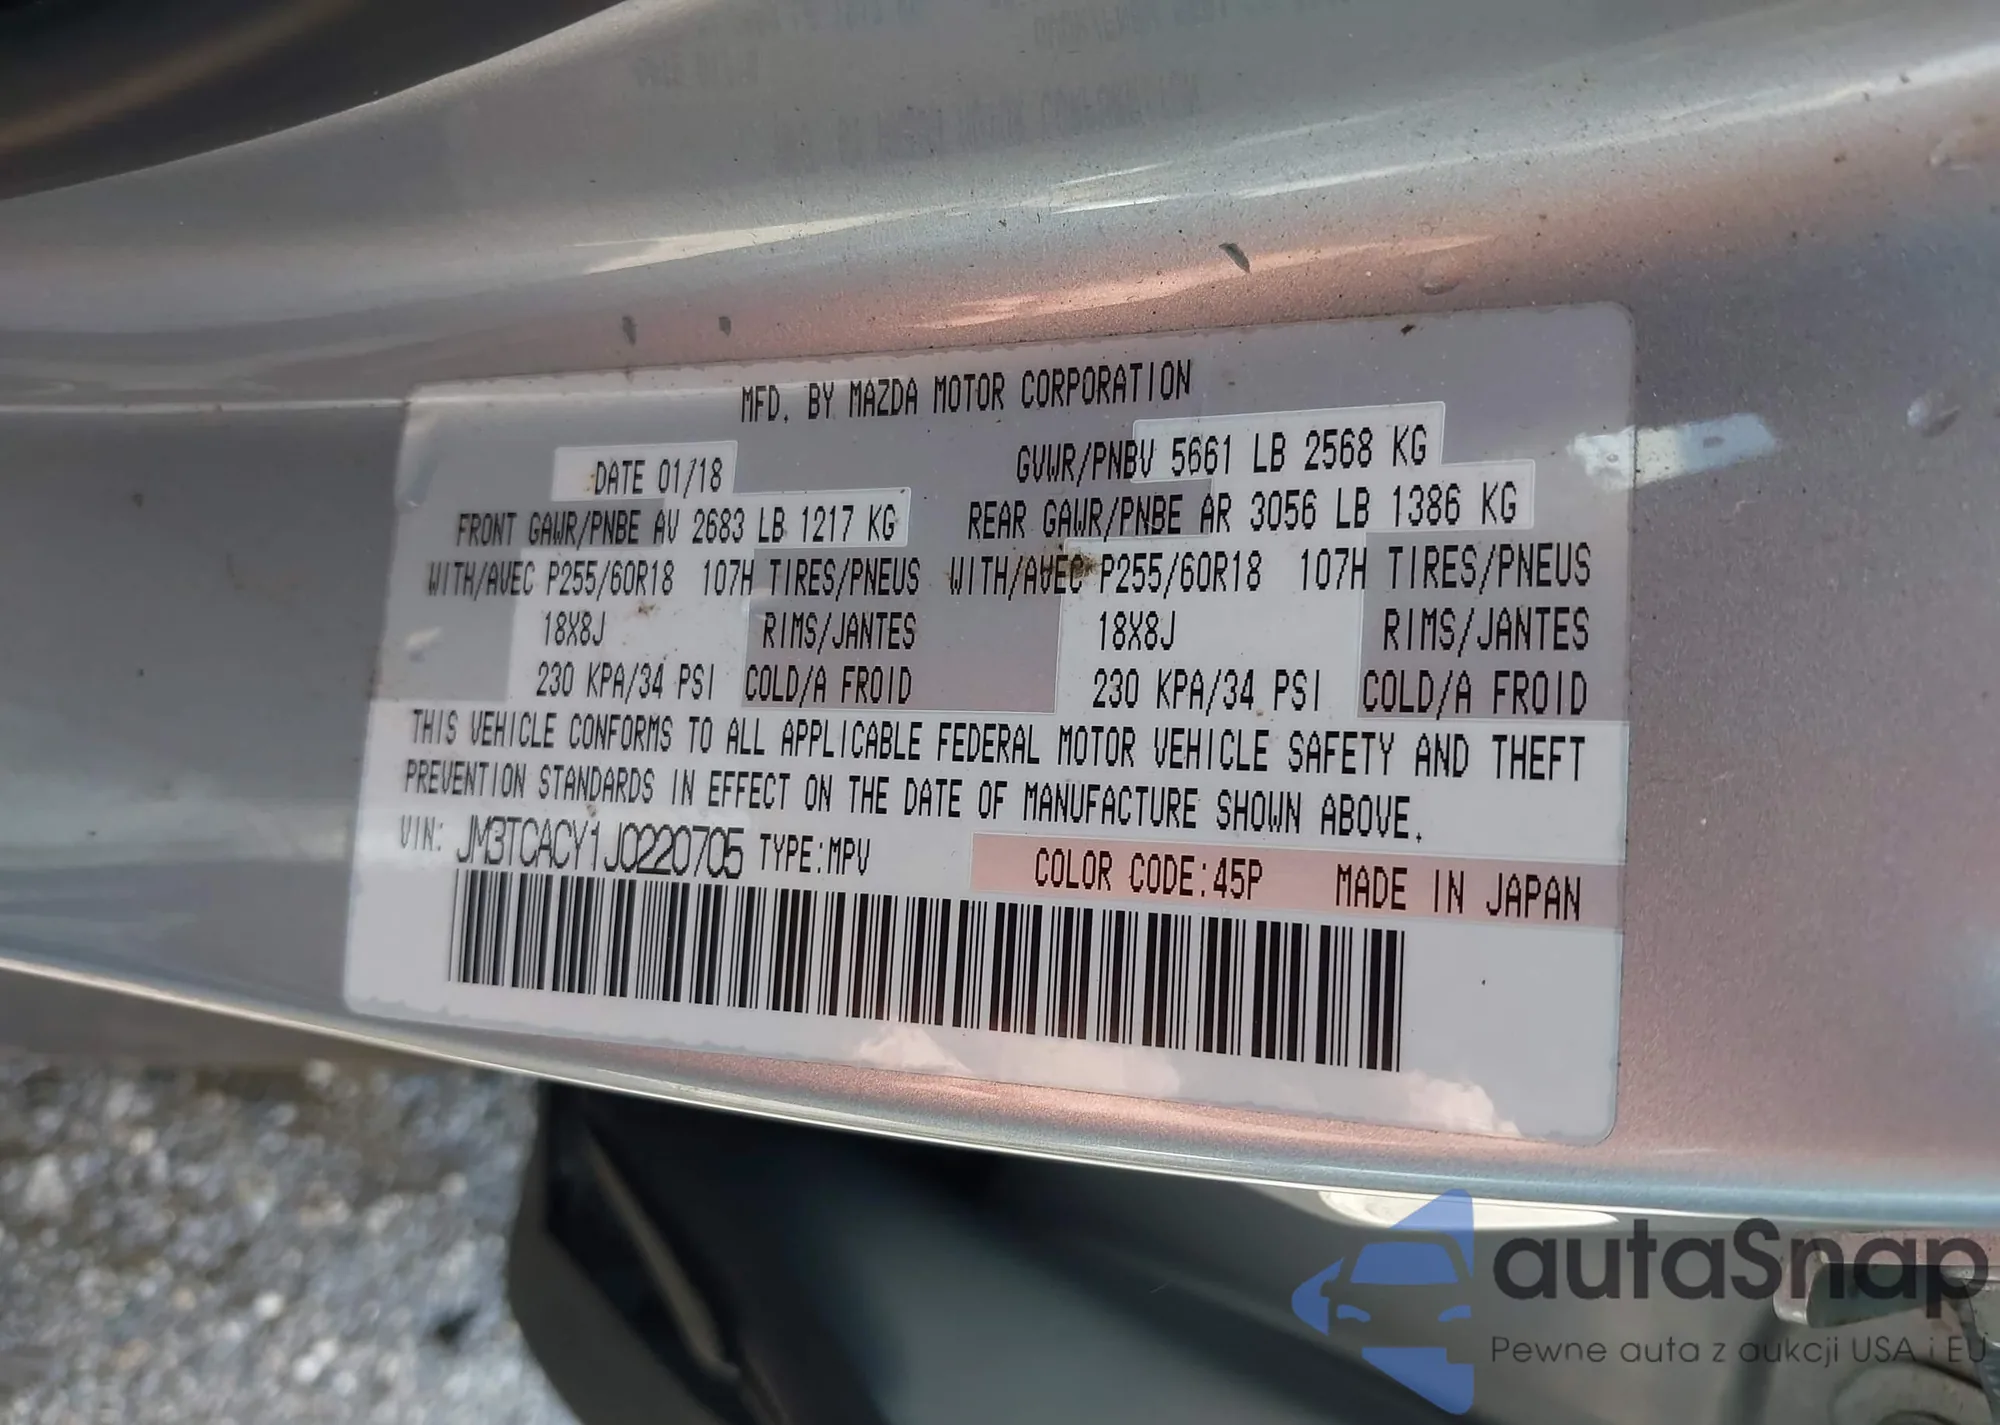 MFD. BY MAZDA MOTOR CORPORATION
DATE 01/18 GVWR/PNBV 5661 LB 2568 KG
FRONT GAWR/PNBE AV 2683 LB 1217 KG REAR GAWR/PNBE AR 3056 LB 1386 KG
WITH/AVEC P255/60R18 107H TIRES/PNEUS WITH/AVEC P255/60R18 107H TIRES/PNEUS
18X8J RIMS/JANTES 18X8J RIMS/JANTES
230 KPA/34 PSI COLD/A FROID 230 KPA/34 PSI COLD/A FROID
THIS VEHICLE CONFORMS TO ALL APPLICABLE FEDERAL MOTOR VEHICLE SAFETY AND THEFT
PREVENTION STANDARDS IN EFFECT ON THE DATE OF MANUFACTURE SHOWN ABOVE.
VIN: JM3TCACY1J0220705 TYPE:MPV COLOR CODE:45P MADE IN JAPAN
autaSnap
Pewne auta z aukcji USA i EU